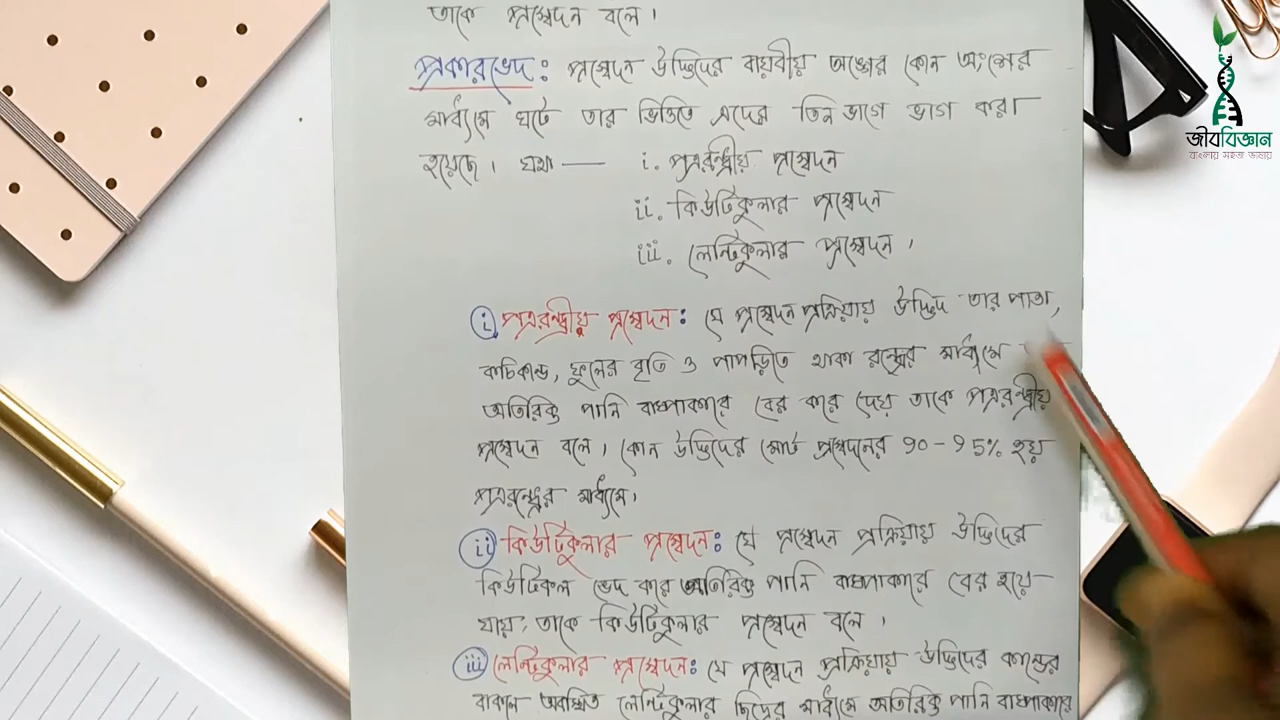 তাকে প্রস্বেদন বলে।
প্রকারভেদ: প্রস্বেদন উদ্ভিদের বায়বীয় অঙ্গের কোন অংশের
মাধ্যমে ঘটে তার ভিত্তিতে এদের তিন ভাগে ভাগ করা
হয়েছে। যথা —
i. পত্ররন্ধ্রীয় প্রস্বেদন
ii. কিউটিকুলার প্রস্বেদন
iii. লেন্টিকুলার প্রস্বেদন।
i পত্ররন্ধ্রীয় প্রস্বেদন: যে প্রস্বেদন প্রক্রিয়ায় উদ্ভিদ তার পাতা,
কচিকান্ড, ফুলের বৃতি ও পাপড়িতে থাকা রন্ধ্রের মাধ্যমে
অতিরিক্ত পানি বাষ্পাকারে বের করে দেয় তাকে পত্ররন্ধ্রীয়
প্রস্বেদন বলে। কোন উদ্ভিদের মোট প্রস্বেদনের 90-95% হয়
পত্ররন্ধ্রের মাধ্যমে।
ii কিউটিকুলার প্রস্বেদন: যে প্রস্বেদন প্রক্রিয়ায় উদ্ভিদের
কিউটিকল ভেদ করে অতিরিক্ত পানি বাষ্পাকারে বের হয়ে
যায়, তাকে কিউটিকুলার প্রস্বেদন বলে।
iii লেন্টিকুলার প্রস্বেদন: যে প্রস্বেদন প্রক্রিয়ায় উদ্ভিদের কান্ডের
বাকলে অবস্থিত লেন্টিকুলার ছিদ্রের মাধ্যমে অতিরিক্ত পানি বাষ্পাকারে
জীববিজ্ঞান
বাংলায় সহজ ভাষায়